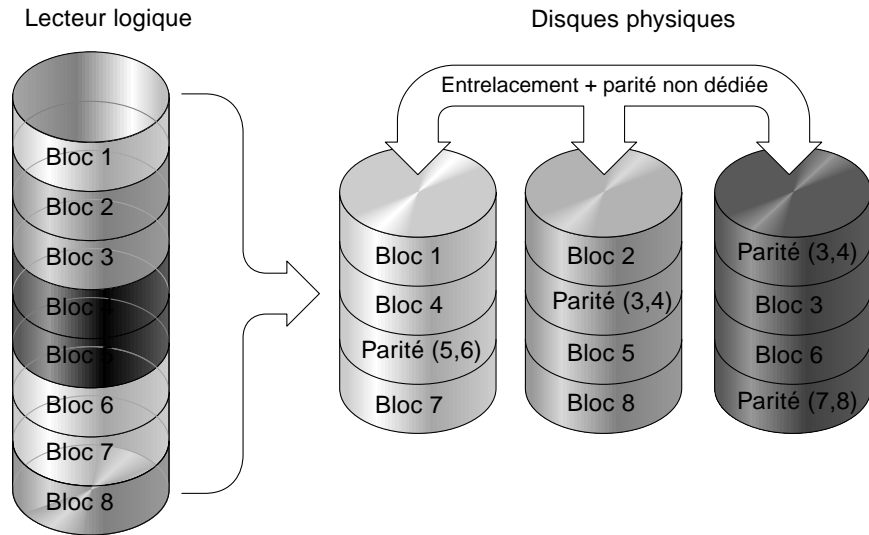 Lecteur logique
Disques physiques
Entrelacement + parité non dédiée
Bloc 1
Bloc 2
Bloc 3
Bloc 4
Bloc 5
Bloc 6
Bloc 7
Bloc 8
Bloc 1
Bloc 4
Parité (5,6)
Bloc 7
Bloc 2
Parité (3,4)
Bloc 5
Bloc 8
Parité (3,4)
Bloc 3
Bloc 6
Parité (7,8)